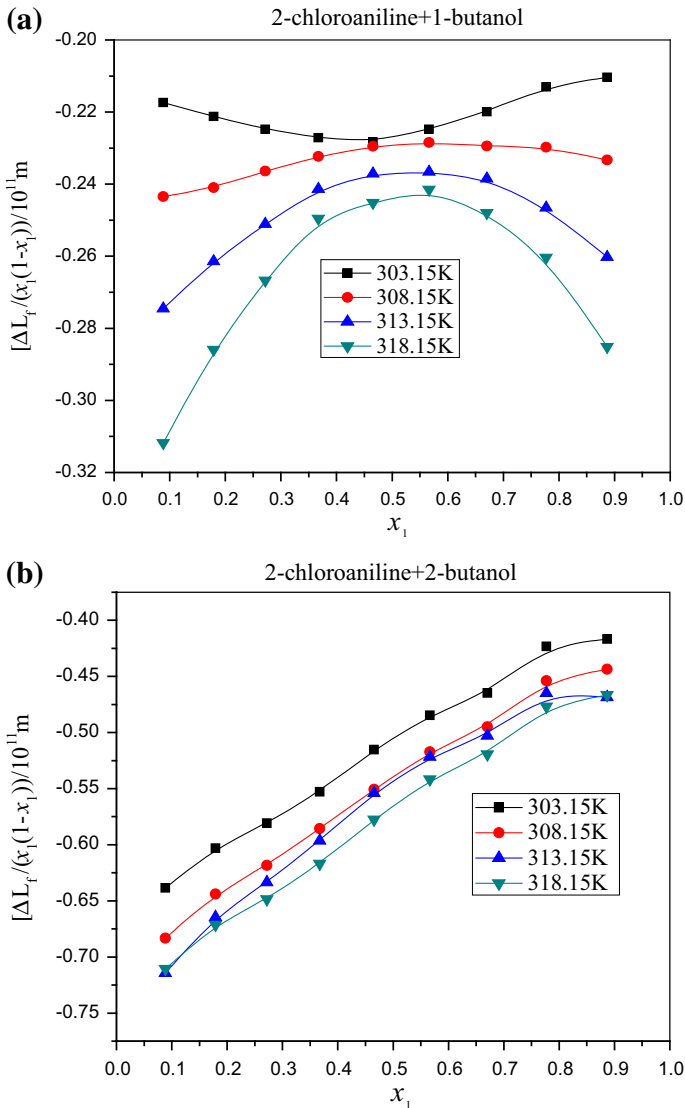 (a)
2-chloroaniline+1-butanol
[ΔL_f/(x_1(1-x_1))/10^{11}m
-0.20
-0.22
-0.24
-0.26
-0.28
-0.30
-0.32
303.15K
308.15K
313.15K
318.15K
0.0 0.1 0.2 0.3 0.4 0.5 0.6 0.7 0.8 0.9 1.0
x_1
(b)
2-chloroaniline+2-butanol
[ΔL_f/(x_1(1-x_1))/10^{11}m
-0.40
-0.45
-0.50
-0.55
-0.60
-0.65
-0.70
-0.75
303.15K
308.15K
313.15K
318.15K
0.0 0.1 0.2 0.3 0.4 0.5 0.6 0.7 0.8 0.9 1.0
x_1